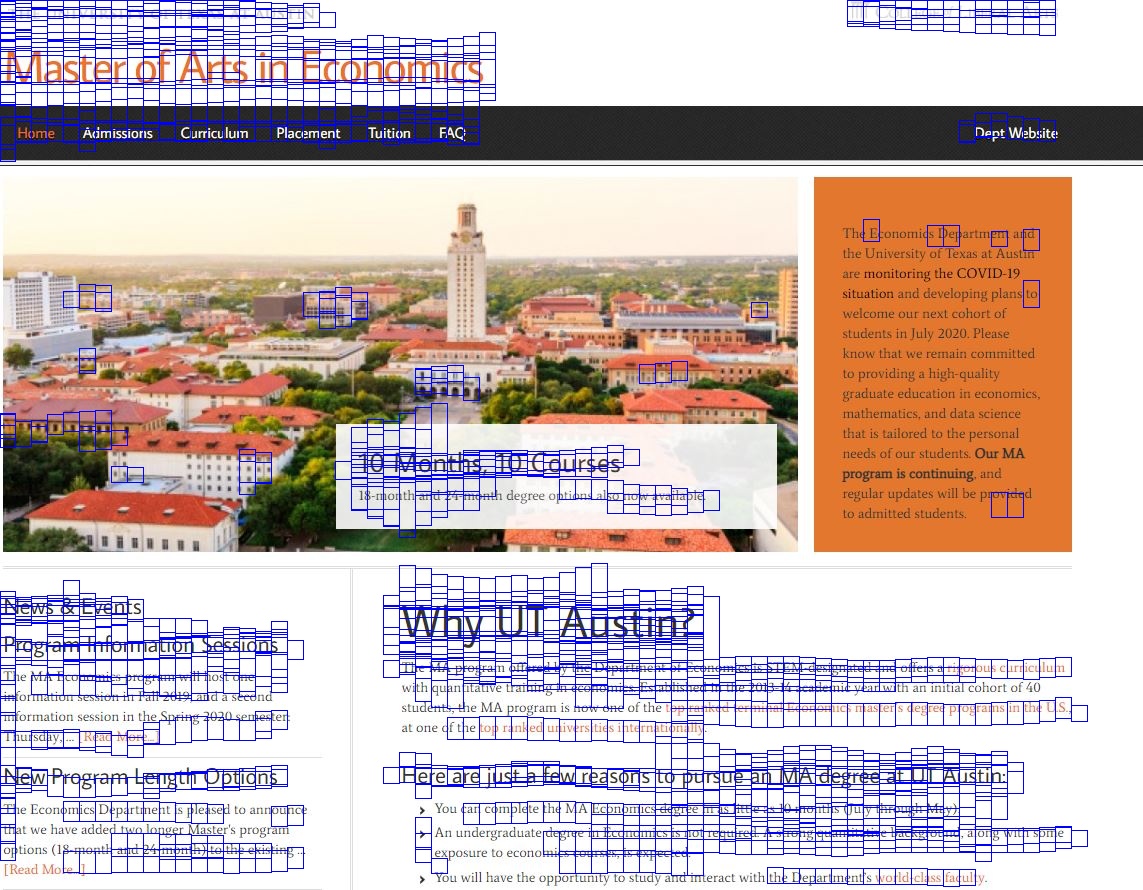 THE UNIVERSITY OF TEXAS AT AUSTIN
Master of Arts in Economics
Home
Admissions
Curriculum
Placement
Tuition
FAQ
Dept Website
10 Months, 10 Courses
18-month and 24-month degree options also now available.
The Economics Department and
the University of Texas at Austin
are monitoring the COVID-19
situation and developing plans to
welcome our next cohort of
students in July 2020. Please
know that we remain committed
to providing a high-quality
graduate education in economics,
mathematics, and data science
that is tailored to the personal
needs of our students. Our MA
program is continuing, and
regular updates will be provided
to admitted students.
News & Events
Program Information Sessions
The MA Economics program will host one
information session in Fall 2019, and a second
information session in the Spring 2020 semester:
Thursday, ... [Read More...]
New Program Length Options
The Economics Department is pleased to announce
that we have added two longer Master's program
options (18-month and 24-month) to the existing ...
[Read More...]
Why UT Austin?
The MA program offered by the Department of Economics is STEM-designated and offers a rigorous curriculum
with quantitative training in economics. Established in the 2013-14 academic year with an initial cohort of 40
students, the MA program is now one of the top ranked terminal Economics master's degree programs in the U.S.,
at one of the top ranked universities internationally.
Here are just a few reasons to pursue an MA degree at UT Austin:
You can complete the MA Economics degree in as little as 10 months (July through May).
An undergraduate degree in Economics is not required. A strong quantitative background, along with some
exposure to economics courses, is expected.
You will have the opportunity to study and interact with the Department's world-class faculty.